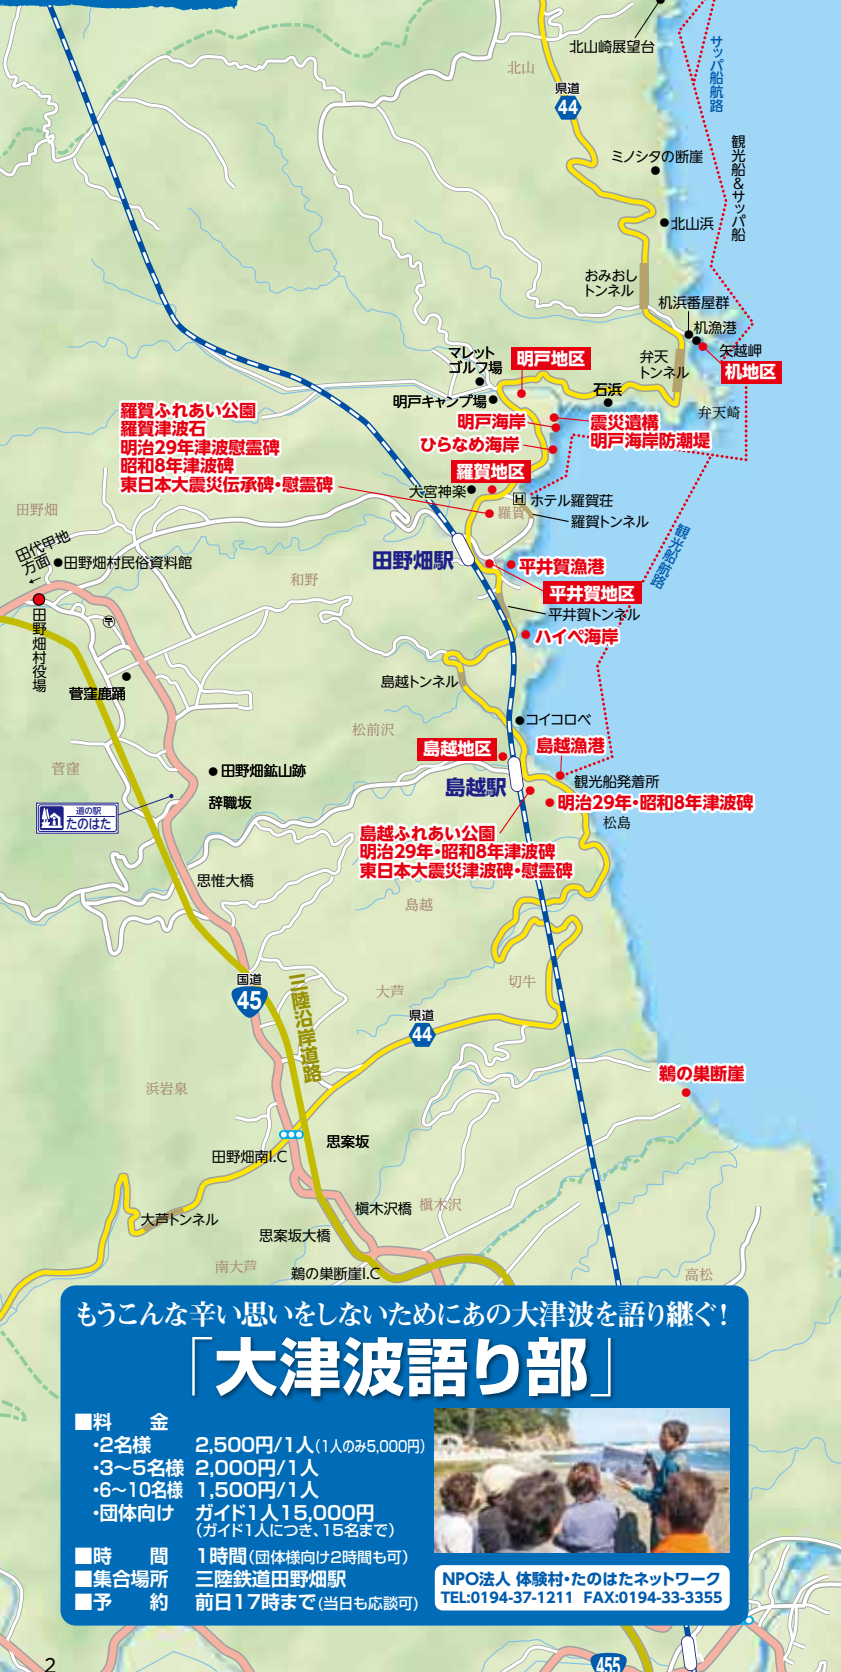 北山崎展望台
サッパ船航路
北山
県道
44
観光船&サッパ船
ミノシタの断崖
北山浜
おみおし
トンネル
机浜番屋群
机漁港
矢越岬
机地区
弁天
トンネル
弁天崎
マレット
ゴルフ場
明戸地区
石浜
明戸キャンプ場
明戸海岸
震災遺構
明戸海岸防潮堤
ひらなめ海岸
羅賀ふれあい公園
羅賀津波石
明治29年津波慰霊碑
昭和8年津波碑
東日本大震災伝承碑・慰霊碑
羅賀地区
大宮神楽
H ホテル羅賀荘
羅賀
羅賀トンネル
観光船航路
田野畑
田代甲地
方面
田野畑村民俗資料館
和野
田野畑駅
平井賀漁港
平井賀地区
平井賀トンネル
ハイペ海岸
田野畑村役場
〒
菅窪鹿踊
島越トンネル
コイコロベ
松前沢
島越地区
島越漁港
菅窪
田野畑鉱山跡
島越駅
観光船発着所
辞職坂
明治29年・昭和8年津波碑
道の駅
たのはた
松島
島越ふれあい公園
明治29年・昭和8年津波碑
東日本大震災津波碑・慰霊碑
思惟大橋
島越
切牛
国道
45
三陸沿岸道路
大芦
県道
44
鵜の巣断崖
浜岩泉
思案坂
田野畑南I.C
槇木沢橋
槇木沢
大芦トンネル
思案坂大橋
南大芦
鵜の巣断崖I.C
高松
もうこんな辛い思いをしないためにあの大津波を語り継ぐ!
「大津波語り部」
■料　金
・2名様　2,500円/1人(1人のみ5,000円)
・3〜5名様　2,000円/1人
・6〜10名様　1,500円/1人
・団体向け　ガイド1人15,000円
(ガイド1人につき、15名まで)
■時　間　1時間(団体様向け2時間も可)
■集合場所　三陸鉄道田野畑駅
■予　約　前日17時まで(当日も応談可)
NPO法人 体験村・たのはたネットワーク
TEL:0194-37-1211 FAX:0194-33-3355
2
455